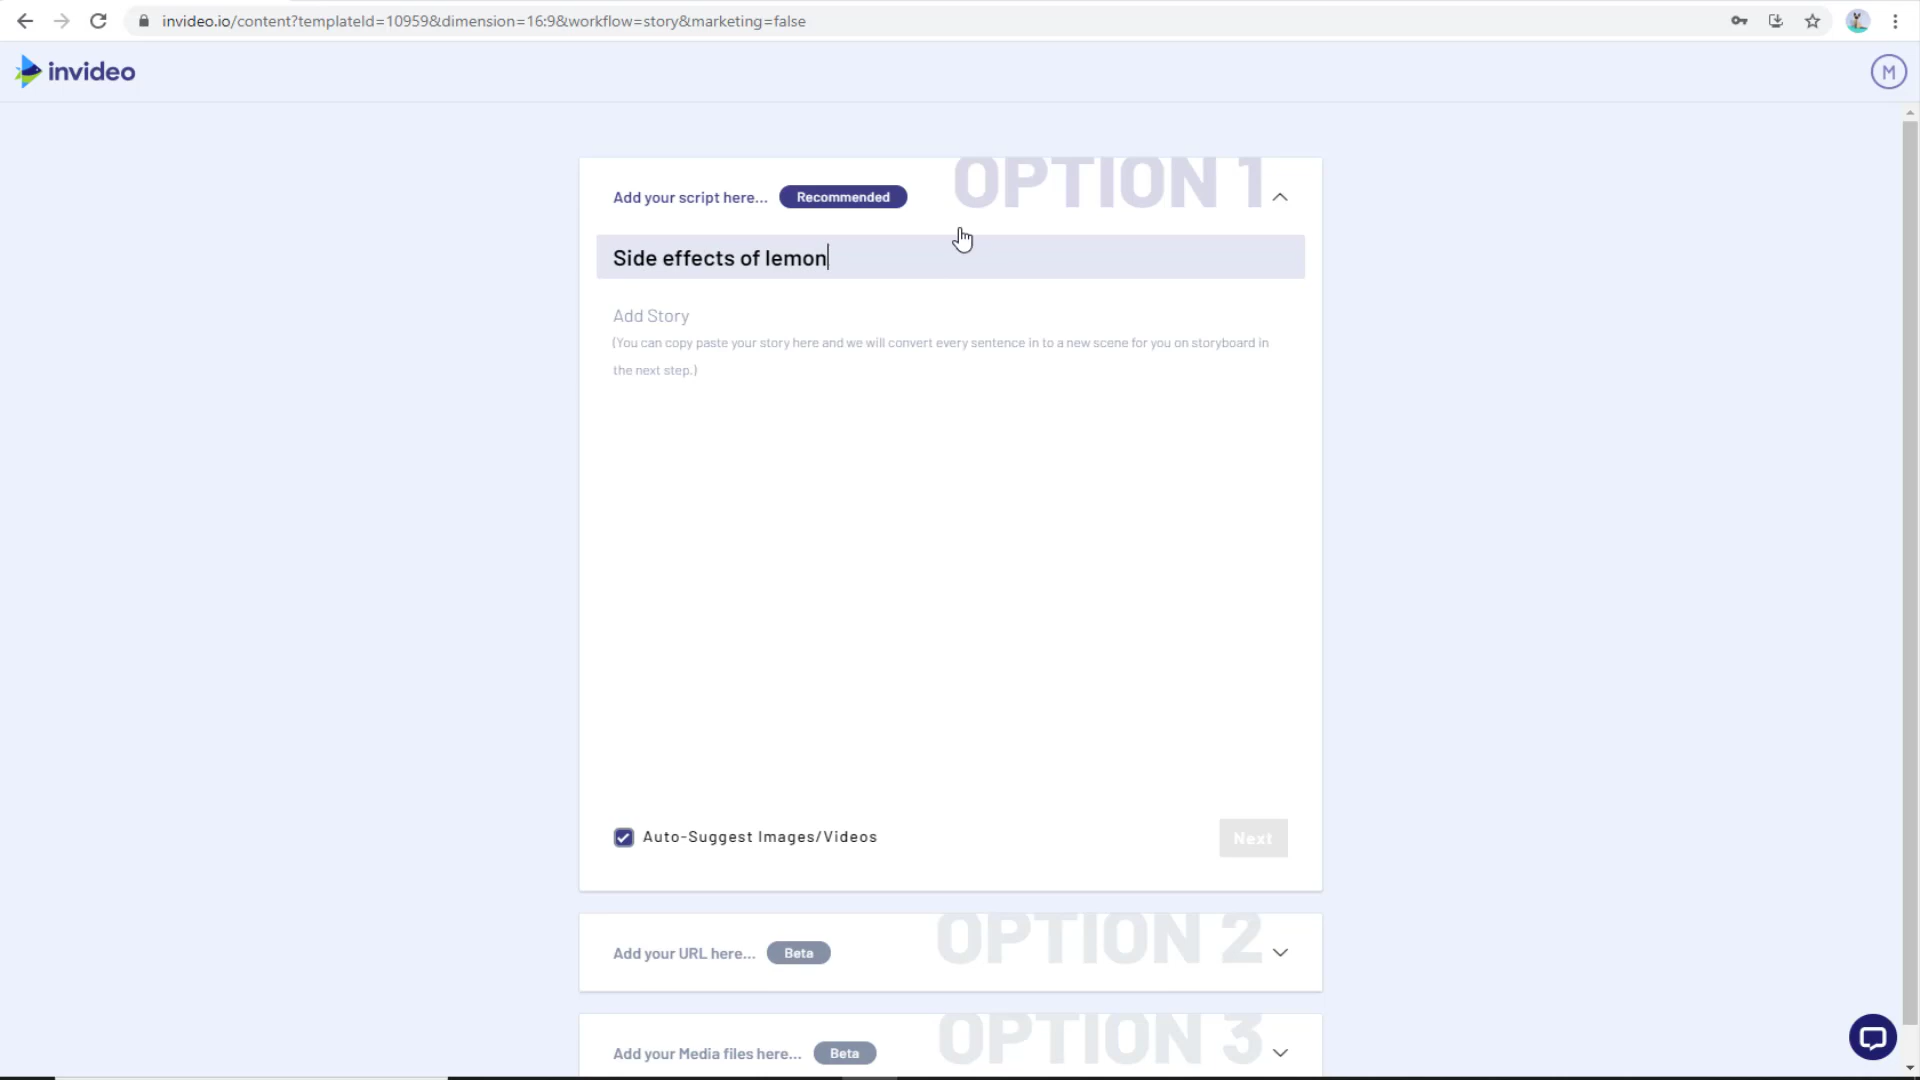 invideo.io/content?templateId=10959&dimension=16:9&workflow=story&marketing=false
invideo
M
OPTION 1
Add your script here... Recommended
Side effects of lemon
Add Story
(You can copy paste your story here and we will convert every sentence in to a new scene for you on storyboard in
the next step.)
Auto-Suggest Images/Videos
Next
OPTION 2
Add your URL here... Beta
OPTION 3
Add your Media files here... Beta